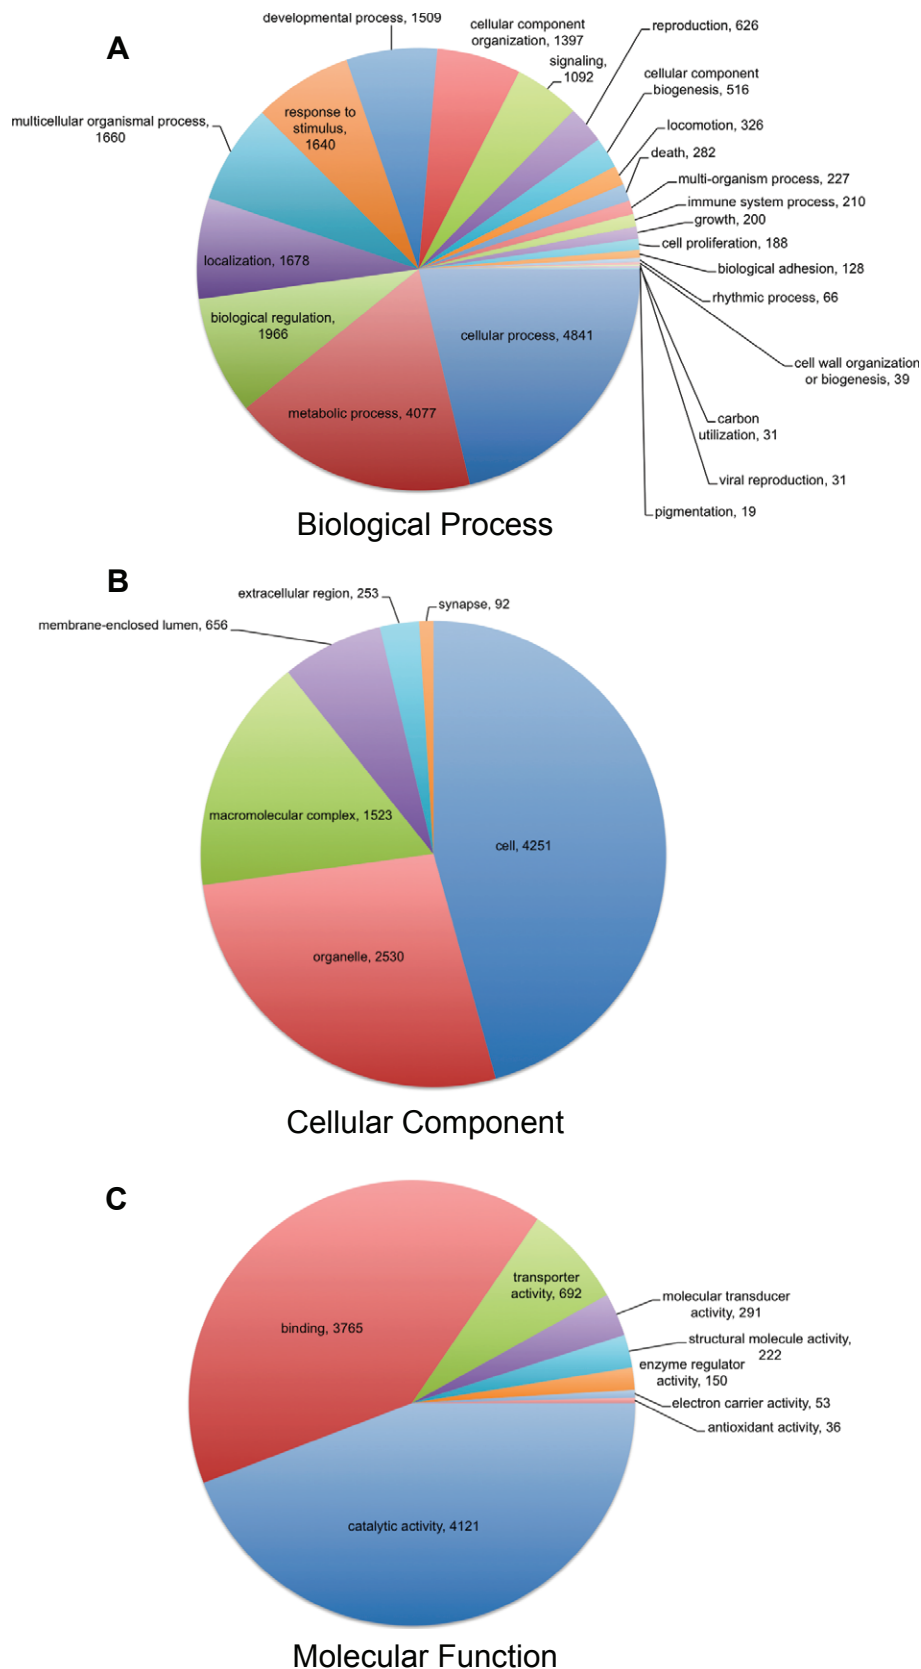 A
developmental process, 1509
cellular component
organization, 1397
signaling,
1092
reproduction, 626
cellular component
biogenesis, 516
locomotion, 326
death, 282
multi-organism process, 227
immune system process, 210
growth, 200
cell proliferation, 188
biological adhesion, 128
rhythmic process, 66
cell wall organization
or biogenesis, 39
carbon
utilization, 31
viral reproduction, 31
pigmentation, 19
response to
stimulus,
1640
multicellular organismal process,
1660
localization, 1678
biological regulation,
1966
metabolic process, 4077
cellular process, 4841
Biological Process
B
extracellular region, 253
synapse, 92
membrane-enclosed lumen, 656
macromolecular complex, 1523
cell, 4251
organelle, 2530
Cellular Component
C
transporter
activity, 692
molecular transducer
activity, 291
binding, 3765
structural molecule activity,
222
enzyme regulator
activity, 150
electron carrier activity, 53
antioxidant activity, 36
catalytic activity, 4121
Molecular Function